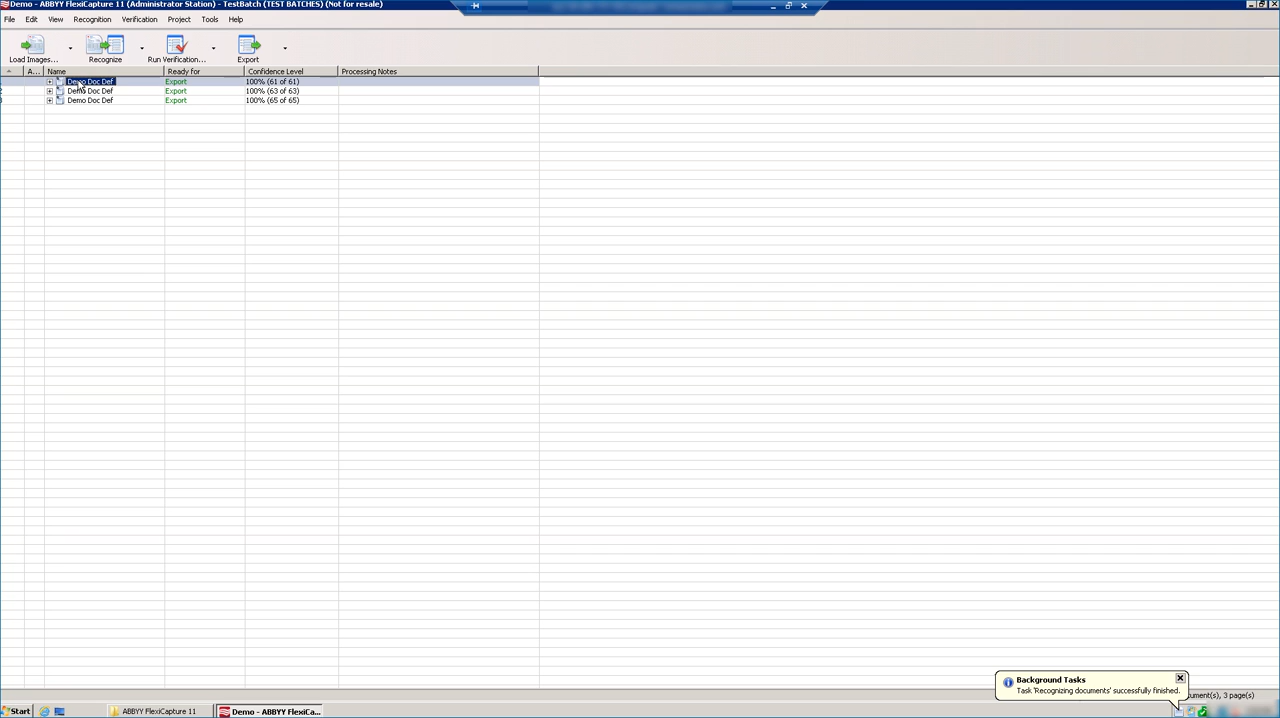 Demo - ABBYY FlexiCapture 11 (Administrator Station) - TestBatch (TEST BATCHES) (Not for resale)
File Edit View Recognition Verification Project Tools Help
Load Images... Recognize Run Verification... Export
A... Name Ready for Confidence Level Processing Notes
Demo Doc Def Export 100% (61 of 61)
2 Demo Doc Def Export 100% (63 of 63)
3 Demo Doc Def Export 100% (65 of 65)
Background Tasks
Task 'Recognizing documents' successfully finished.
ument(s), 3 page(s)
Start ABBYY FlexiCapture 11 Demo - ABBYY FlexiCa...